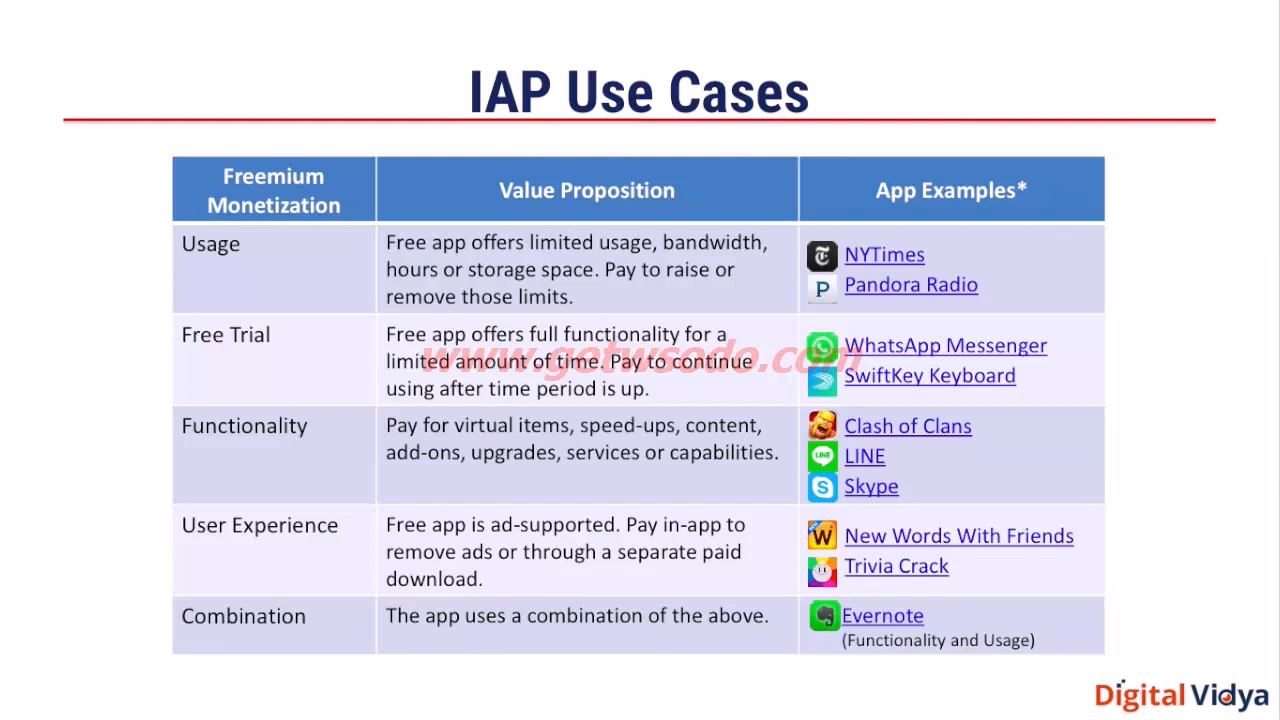 IAP Use Cases
Freemium
Monetization
Value Proposition
App Examples*
Usage
Free app offers limited usage, bandwidth,
hours or storage space. Pay to raise or
remove those limits.
NYTimes
P
Pandora Radio
Free Trial
Free app offers full functionality for a
limited amount of time. Pay to continue
using after time period is up.
www.getwsodo.com
WhatsApp Messenger
SwiftKey Keyboard
Functionality
Pay for virtual items, speed-ups, content,
add-ons, upgrades, services or capabilities.
Clash of Clans
LINE
LINE
S
Skype
User Experience
Free app is ad-supported. Pay in-app to
remove ads or through a separate paid
download.
W
New Words With Friends
Trivia Crack
Combination
The app uses a combination of the above.
Evernote
(Functionality and Usage)
Digital Vidya